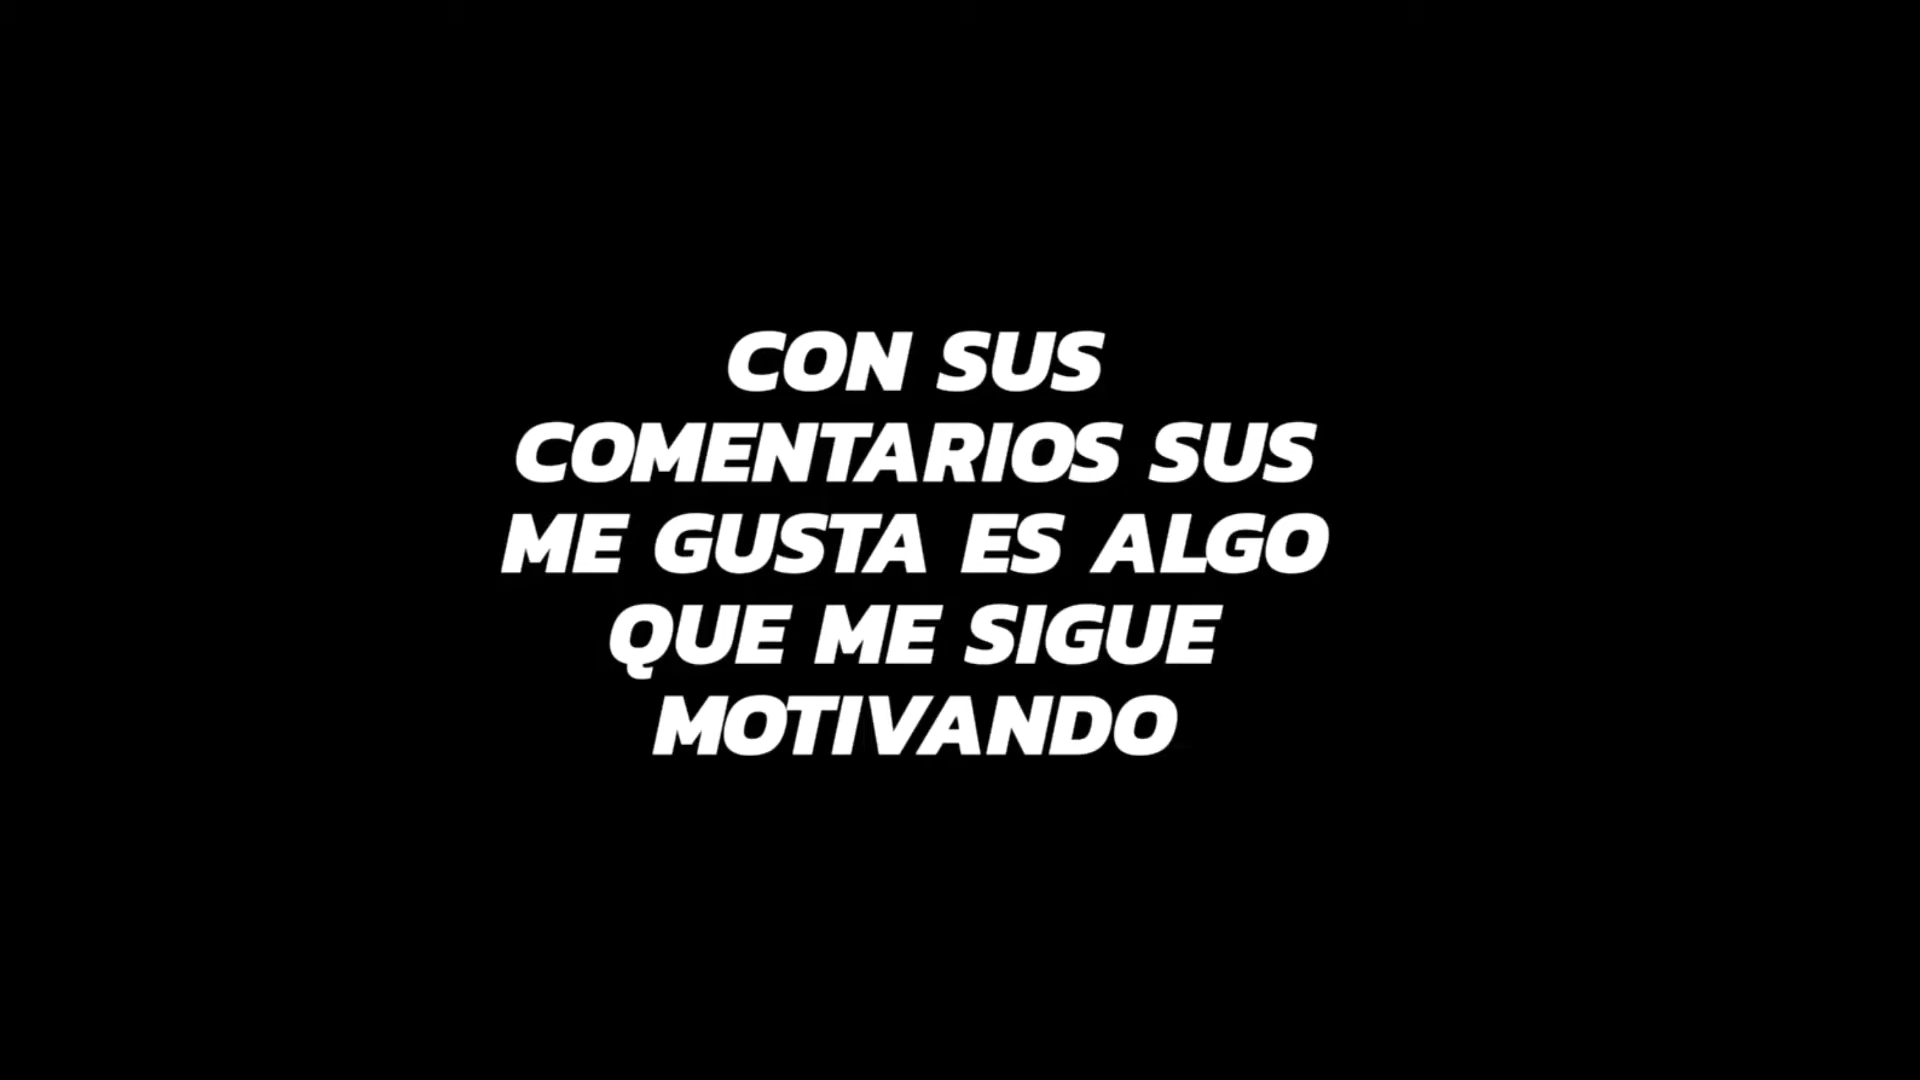 CON SUS
COMENTARIOS SUS
ME GUSTA ES ALGO
QUE ME SIGUE
MOTIVANDO